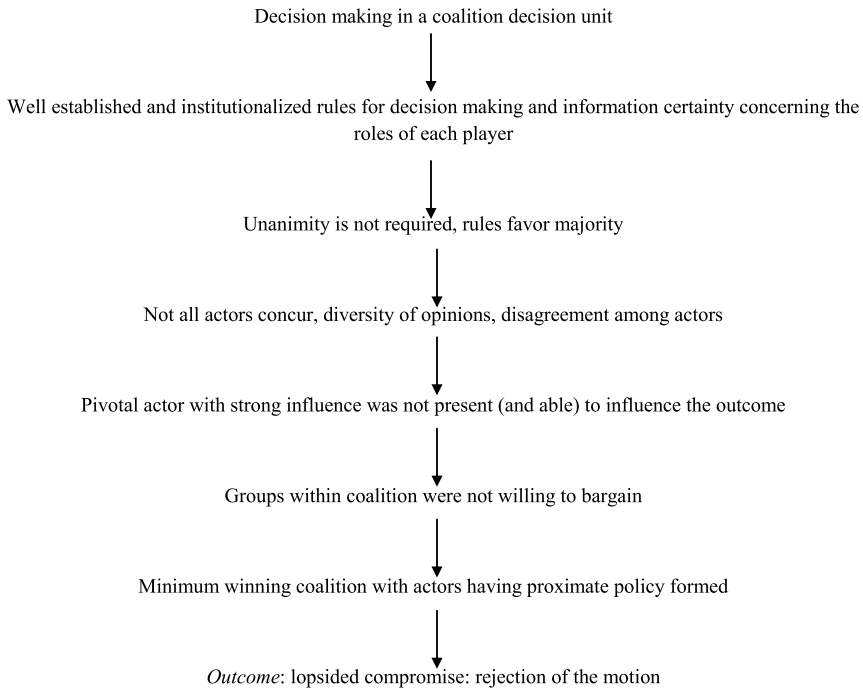 Decision making in a coalition decision unit
Well established and institutionalized rules for decision making and information certainty concerning the
roles of each player
Unanimity is not required, rules favor majority
Not all actors concur, diversity of opinions, disagreement among actors
Pivotal actor with strong influence was not present (and able) to influence the outcome
Groups within coalition were not willing to bargain
Minimum winning coalition with actors having proximate policy formed
Outcome: lopsided compromise: rejection of the motion